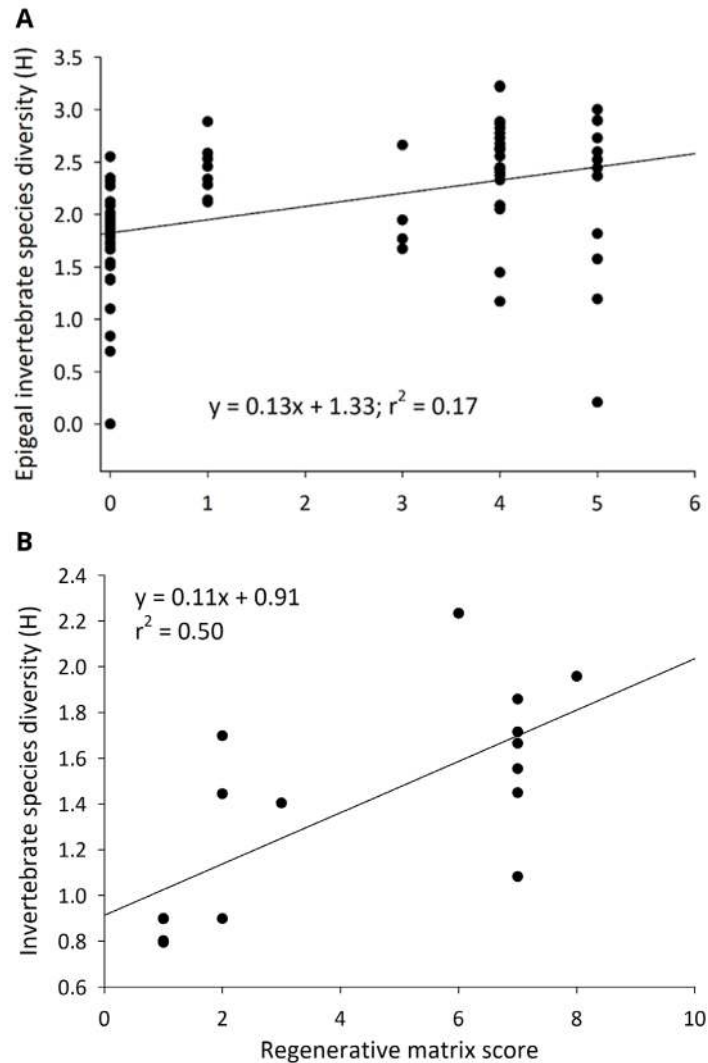 A
Epigeal invertebrate species diversity (H)
3.5
3.0
2.5
2.0
1.5
1.0
0.5
0.0
y = 0.13x + 1.33; r² = 0.17
0 1 2 3 4 5 6
B
Invertebrate species diversity (H)
2.4
2.2
2.0
1.8
1.6
1.4
1.2
1.0
0.8
0.6
y = 0.11x + 0.91
r² = 0.50
0 2 4 6 8 10
Regenerative matrix score